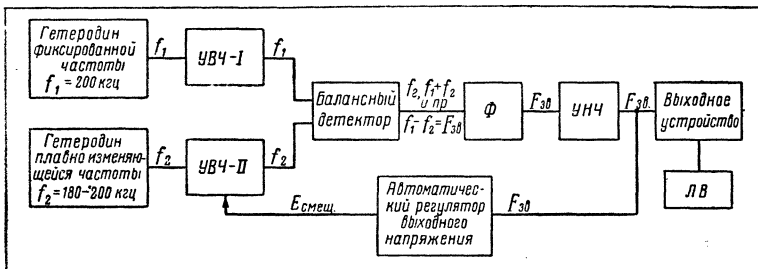 Гетеродин
фиксированной
частоты
f₁ = 200 кгц
f₁
УВЧ-I
f₁
Гетеродин
плавно изменяю-
щейся частоты
f₂ = 180÷200 кгц
f₂
УВЧ-II
f₂
Балансный
детектор
f₂, f₁+f₂
и пр
f₁-f₂=Fзв
Ф
Fзв
УНЧ
Fзв.
Выходное
устройство
ЛВ
Eсмещ.
Автоматичес-
кий регулятор
выходного
напряжения
Fзв